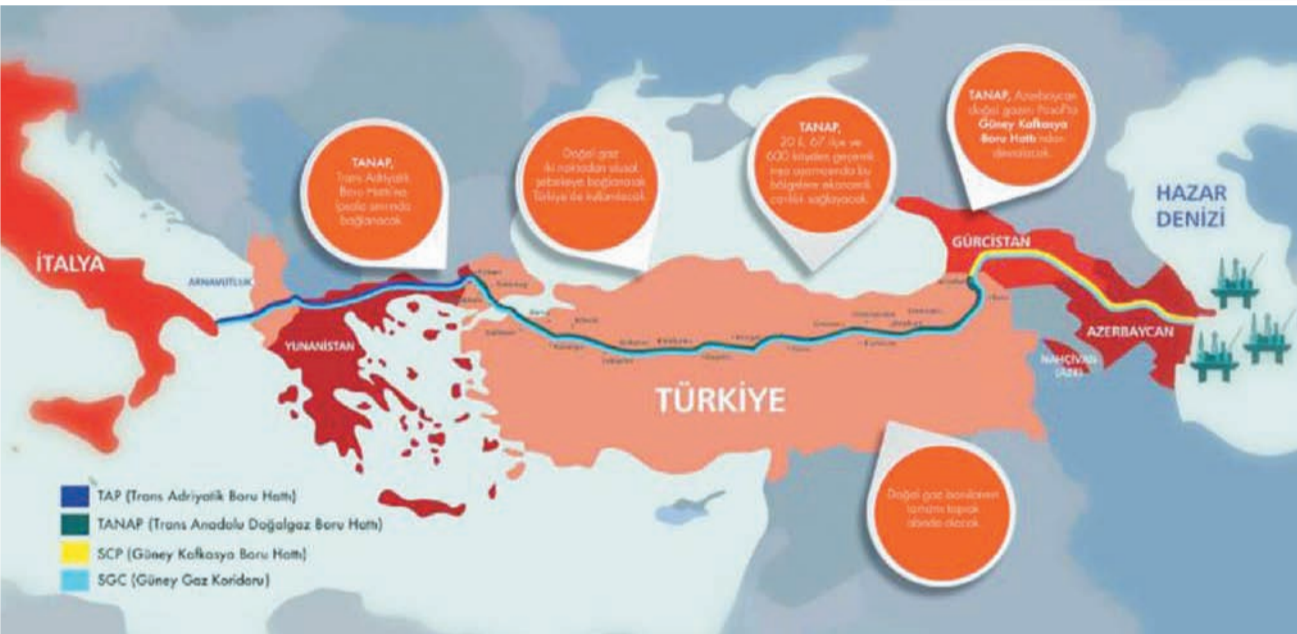 TANAP, Azerbaycan
doğal gazını Posof'ta
Güney Kafkasya
Boru Hattı'ndan
devralacak.
TANAP,
20 il, 67 ilçe ve
600 köyden geçerek
inşa aşamasında bu
bölgelere ekonomik
canlılık sağlayacak.
Doğal gaz
iki noktadan ulusal
şebekeye bağlanarak
Türkiye'de kullanılacak.
TANAP,
Trans Adriyatik
Boru Hattı'na
İpsala sınırında
bağlanacak.
HAZAR
DENİZİ
GÜRCİSTAN
İTALYA
ARNAVUTLUK
YUNANİSTAN
AZERBAYCAN
NAHÇIVAN
(AZE)
TÜRKİYE
Doğal gaz borularının
tamamı toprak
altında olacak.
TAP (Trans Adriyatik Boru Hattı)
TANAP (Trans Anadolu Doğalgaz Boru Hattı)
SCP (Güney Kafkasya Boru Hattı)
SGC (Güney Gaz Koridoru)